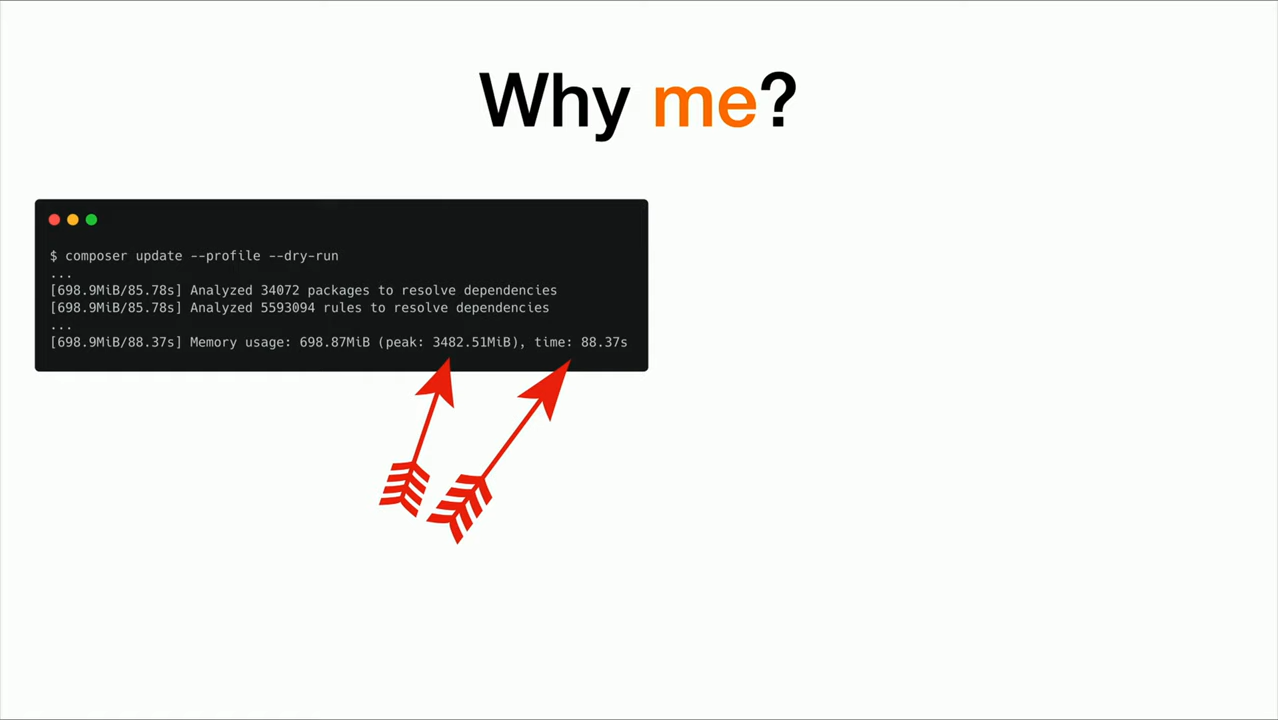 Why me?
$ composer update --profile --dry-run
...
[698.9MiB/85.78s] Analyzed 34072 packages to resolve dependencies
[698.9MiB/85.78s] Analyzed 5593094 rules to resolve dependencies
...
[698.9MiB/88.37s] Memory usage: 698.87MiB (peak: 3482.51MiB), time: 88.37s